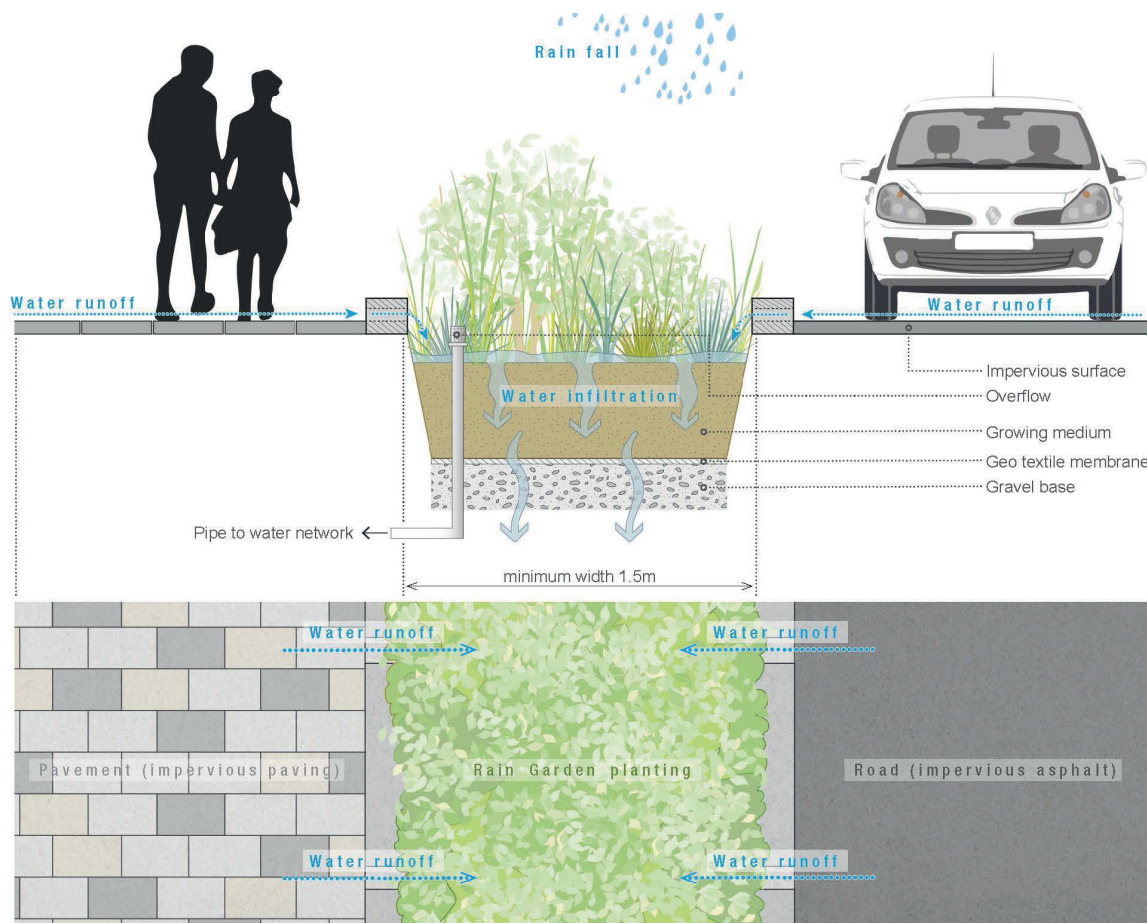 Rain fall
Water runoff
Water runoff
Impervious surface
Water infiltration
Overflow
Growing medium
Geo textile membrane
Gravel base
Pipe to water network
minimum width 1.5m
Water runoff
Water runoff
Pavement (impervious paving)
Rain Garden planting
Road (impervious asphalt)
Water runoff
Water runoff